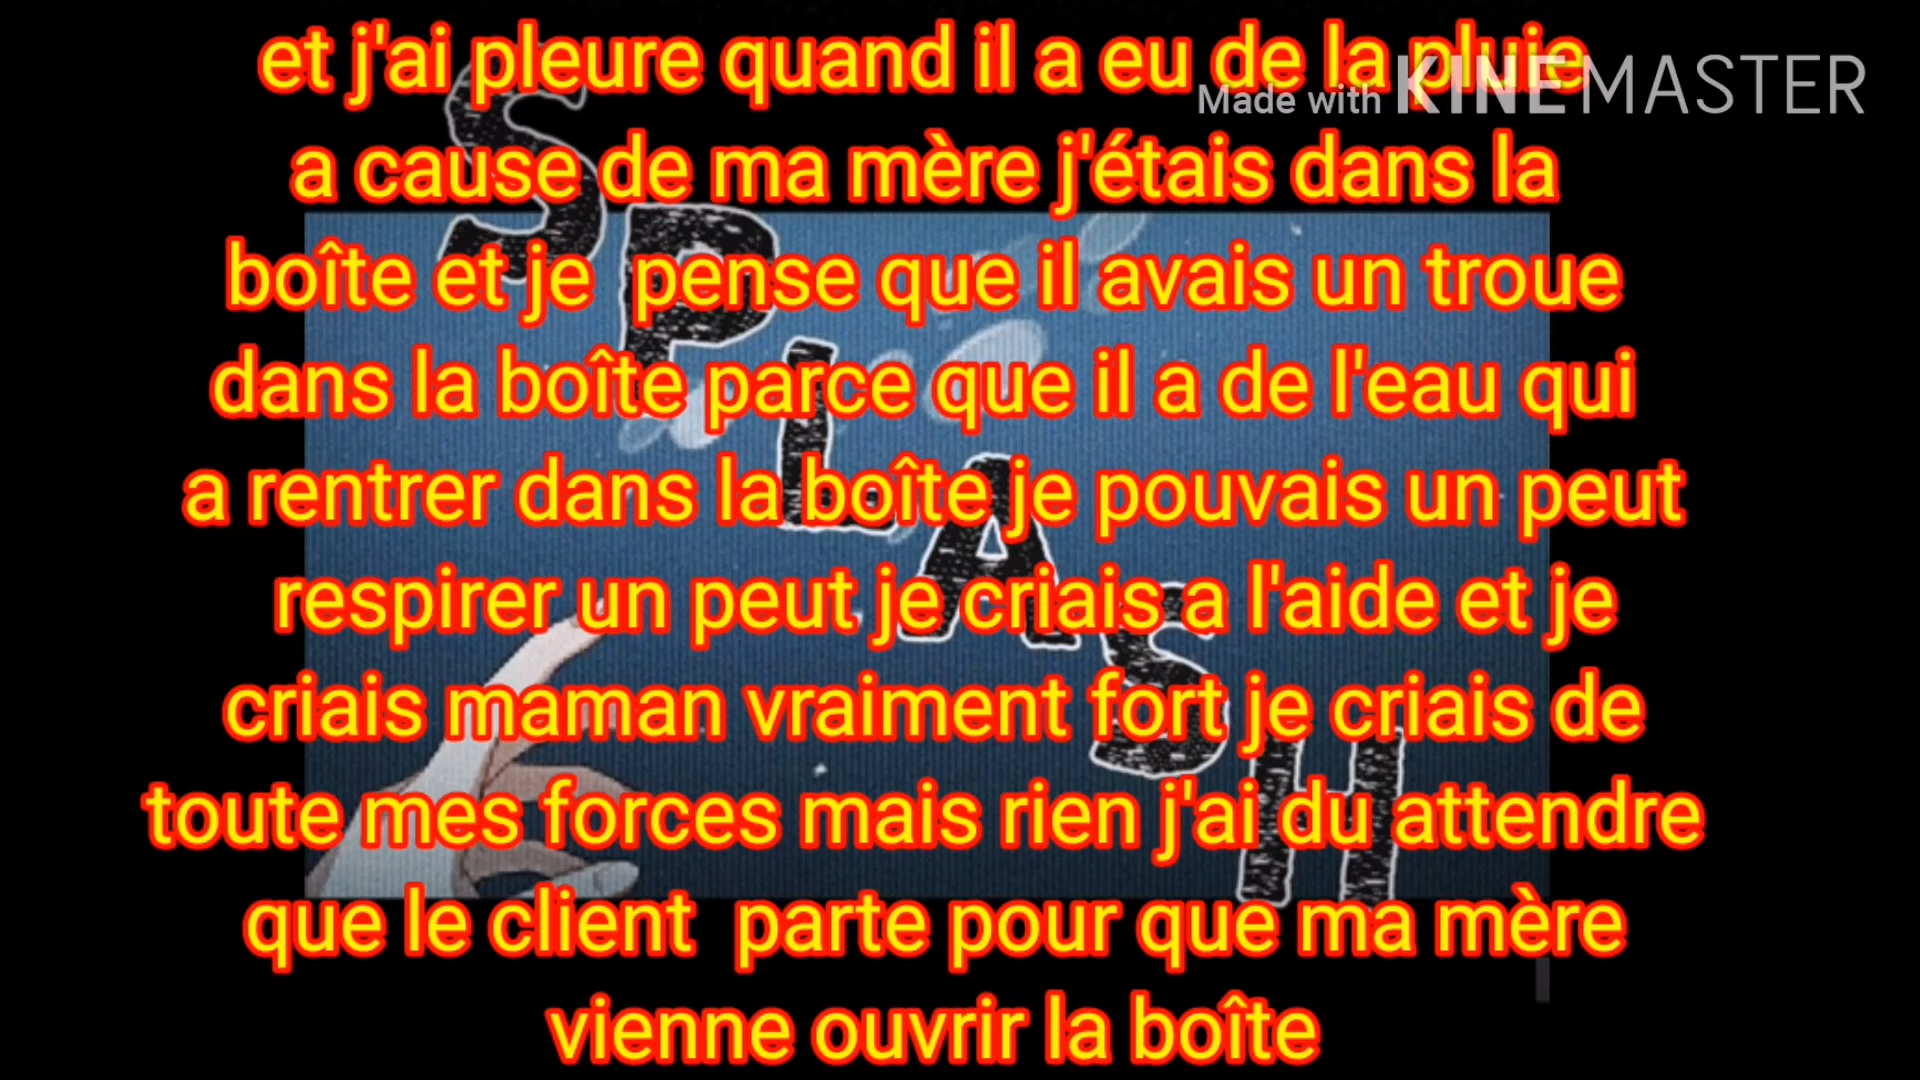 et j'ai pleure quand il a eu de la pluie
Made with KINEMASTER
a cause de ma mère j'étais dans la
boîte et je  pense que il avais un troue
dans la boîte parce que il a de l'eau qui
a rentrer dans la boîte je pouvais un peut
respirer un peut je criais a l'aide et je
criais maman vraiment fort je criais de
toute mes forces mais rien j'ai du attendre
que le client  parte pour que ma mère
vienne ouvrir la boîte
SPLASH